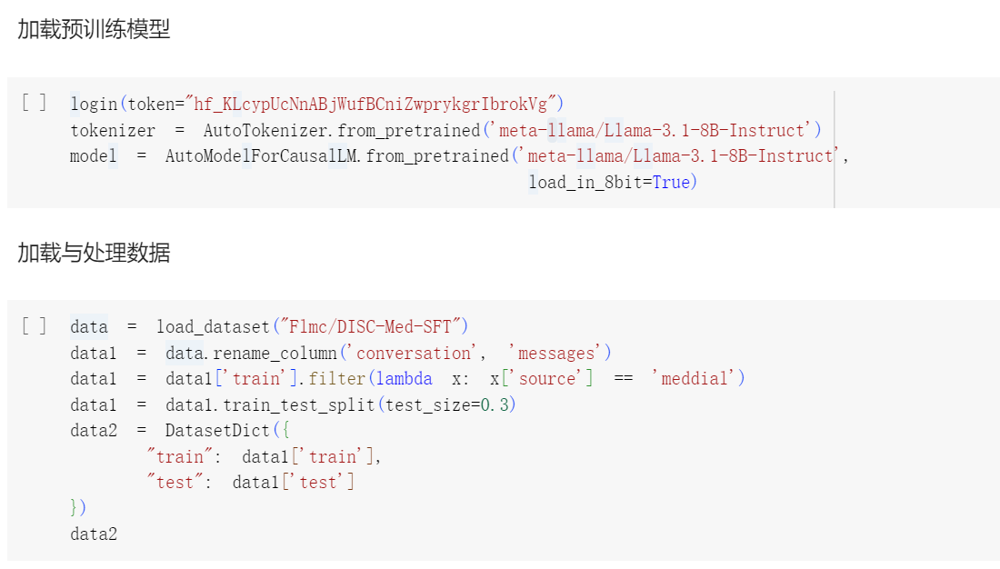 加载预训练模型
[ ] login(token="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")
tokenizer = AutoTokenizer.from_pretrained('meta-llama/Llama-3.1-8B-Instruct')
model = AutoModelForCausalLM.from_pretrained('meta-llama/Llama-3.1-8B-Instruct',
load_in_8bit=True)
加载与处理数据
[ ] data = load_dataset("Flmc/DISC-Med-SFT")
data1 = data.rename_column('conversation', 'messages')
data1 = data1['train'].filter(lambda x: x['source'] == 'meddial')
data1 = data1.train_test_split(test_size=0.3)
data2 = DatasetDict({
"train": data1['train'],
"test": data1['test']
})
data2